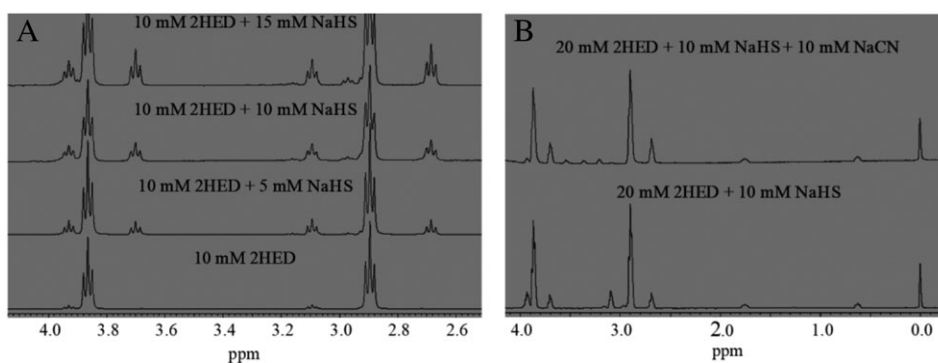 A
10 mM 2HED + 15 mM NaHS
10 mM 2HED + 10 mM NaHS
10 mM 2HED + 5 mM NaHS
10 mM 2HED
4.0 3.8 3.6 3.4 3.2 3.0 2.8 2.6
ppm
B
20 mM 2HED + 10 mM NaHS + 10 mM NaCN
20 mM 2HED + 10 mM NaHS
4.0 3.0 2.0 1.0 0.0
ppm